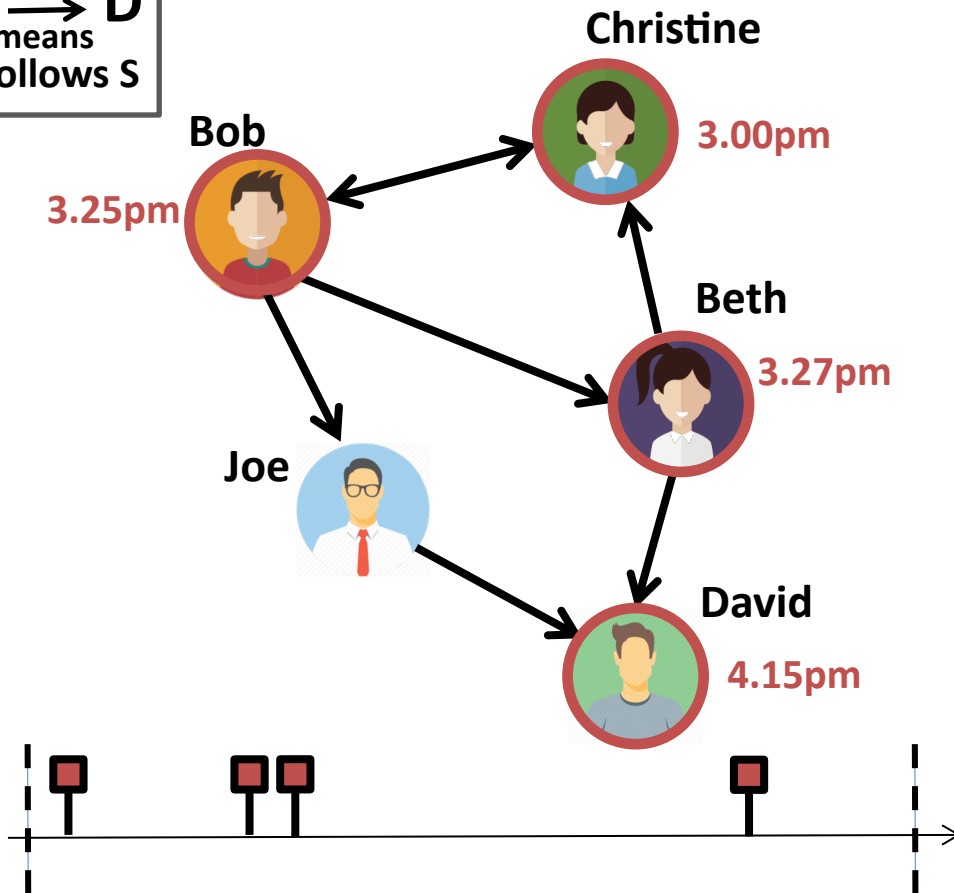 D
means
ollows S
Christine
Bob
3.00pm
3.25pm
Beth
3.27pm
Joe
David
4.15pm